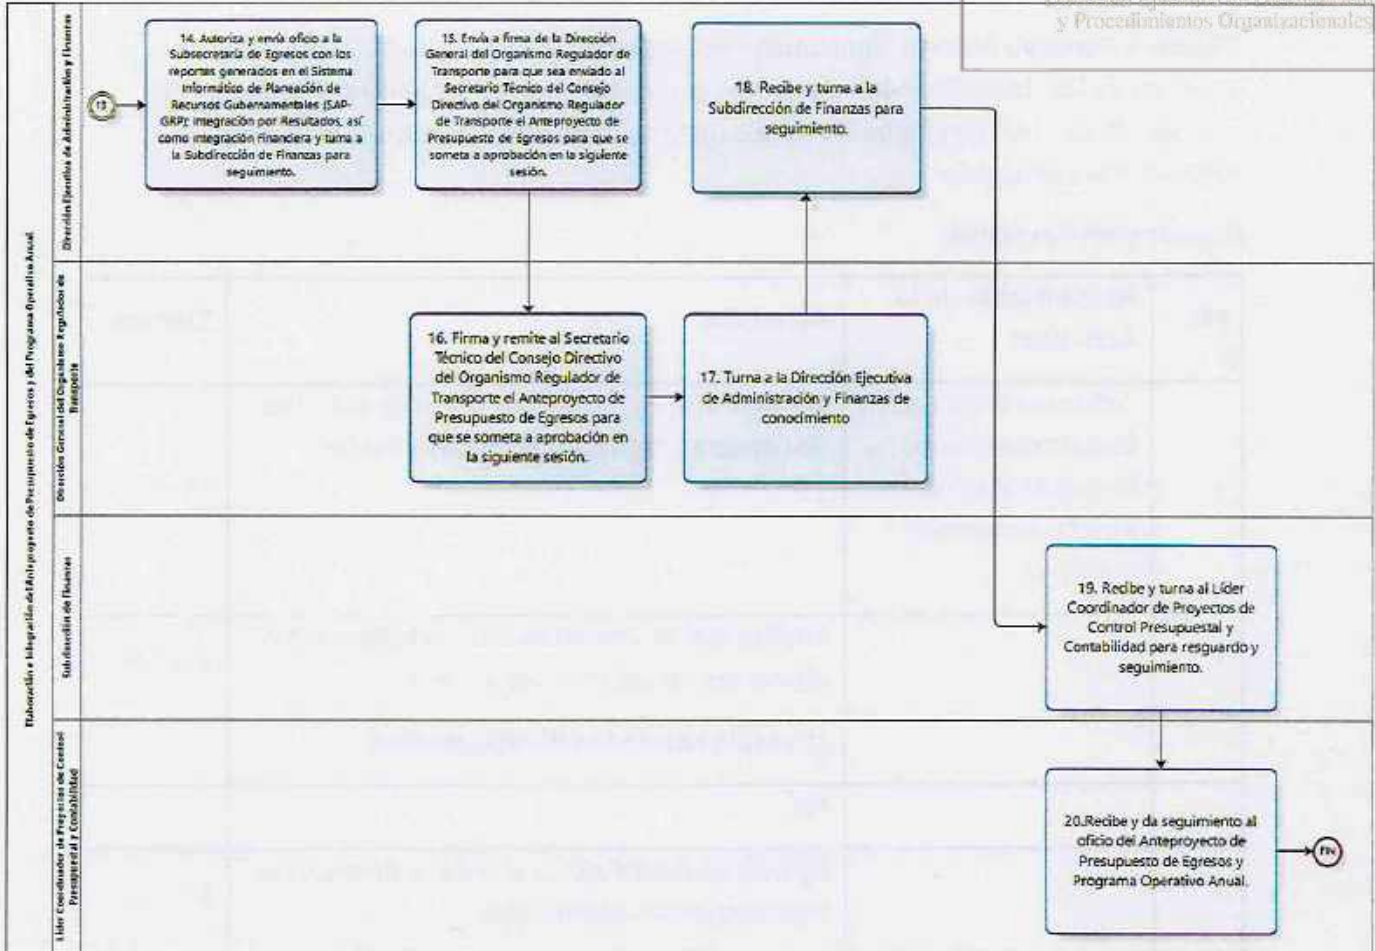 y Procedimientos Organizacionales
Elaboración e Integración del Anteproyecto de Presupuesto de Egresos y del Programa Operativo Anual.
Dirección Ejecutiva de Administración y Finanzas
13
14. Autoriza y envía oficio a la
Subsecretaría de Egresos con los
reportes generados en el Sistema
Informático de Planeación de
Recursos Gubernamentales (SAP-
GRP); Integración por Resultados, así
como integración Financiera y turna a
la Subdirección de Finanzas para
seguimiento.
15. Envía a firma de la Dirección
General del Organismo Regulador de
Transporte para que sea enviado al
Secretario Técnico del Consejo
Directivo del Organismo Regulador
de Transporte el Anteproyecto de
Presupuesto de Egresos para que se
someta a aprobación en la siguiente
sesión.
18. Recibe y turna a la
Subdirección de Finanzas para
seguimiento.
Dirección General del Organismo Regulador de
Transporte
16. Firma y remite al Secretario
Técnico del Consejo Directivo
del Organismo Regulador de
Transporte el Anteproyecto de
Presupuesto de Egresos para
que se someta a aprobación en
la siguiente sesión.
17. Turna a la Dirección Ejecutiva
de Administración y Finanzas de
conocimiento
Subdirección de Finanzas
19. Recibe y turna al Líder
Coordinador de Proyectos de
Control Presupuestal y
Contabilidad para resguardo y
seguimiento.
Líder Coordinador de Proyectos de Control
Presupuestal y Contabilidad
20.Recibe y da seguimiento al
oficio del Anteproyecto de
Presupuesto de Egresos y
Programa Operativo Anual.
FIN